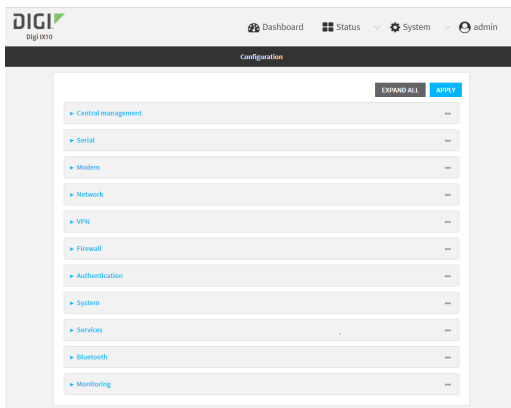 DIGI
Digi IX10
Dashboard Status System admin
Configuration
EXPAND ALL APPLY
Central management
Serial
Modem
Network
VPN
Firewall
Authentication
System
Services
Bluetooth
Monitoring